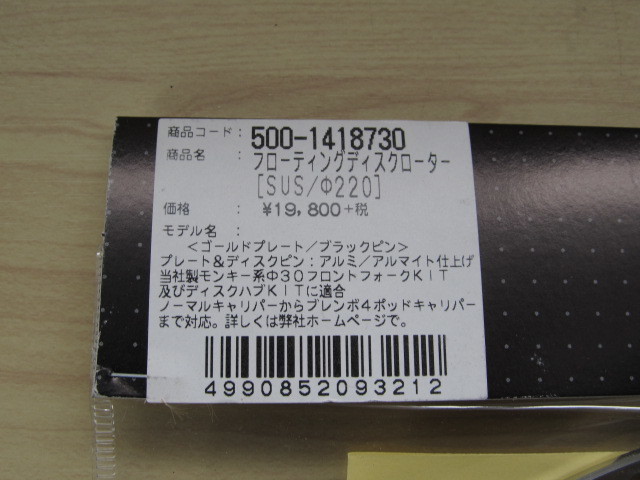 商品コード： 500-1418730
商品名 ： フローティングディスクローター
[SUS/Φ220]
価格 ： ¥19,800+税
モデル名 ：
＜ゴールドプレート／ブラックピン＞
プレート＆ディスクピン：アルミ／アルマイト仕上げ
当社製モンキー系Φ30フロントフォークKIT
及びディスクハブKITに適合
ノーマルキャリパーからブレンボ4ポッドキャリパー
まで対応。詳しくは弊社ホームページで。
4990852093212